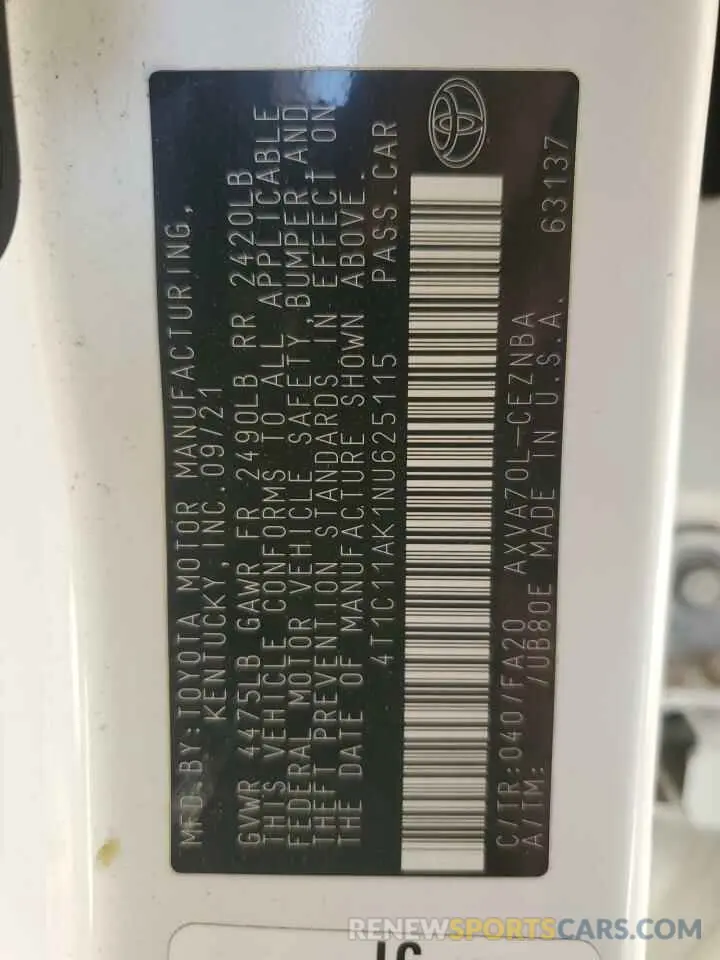 MFD.BY:TOYOTA MOTOR MANUFACTURING,
KENTUCKY,INC.09/21
GVWR 4475LB GAWR FR 2490LB RR 2420LB
THIS VEHICLE CONFORMS TO ALL APPLICABLE
FEDERAL MOTOR VEHICLE SAFETY,BUMPER,AND
THEFT PREVENTION STANDARDS IN EFFECT ON
THE DATE OF MANUFACTURE SHOWN ABOVE.
4T1C11AK1NU625115 PASS.CAR
C/TR:040/FA20 AXVA70L-CEZNBA
A/TM: /UB80E MADE IN U.S.A. 63137
RENEWSPORTSCARS.COM